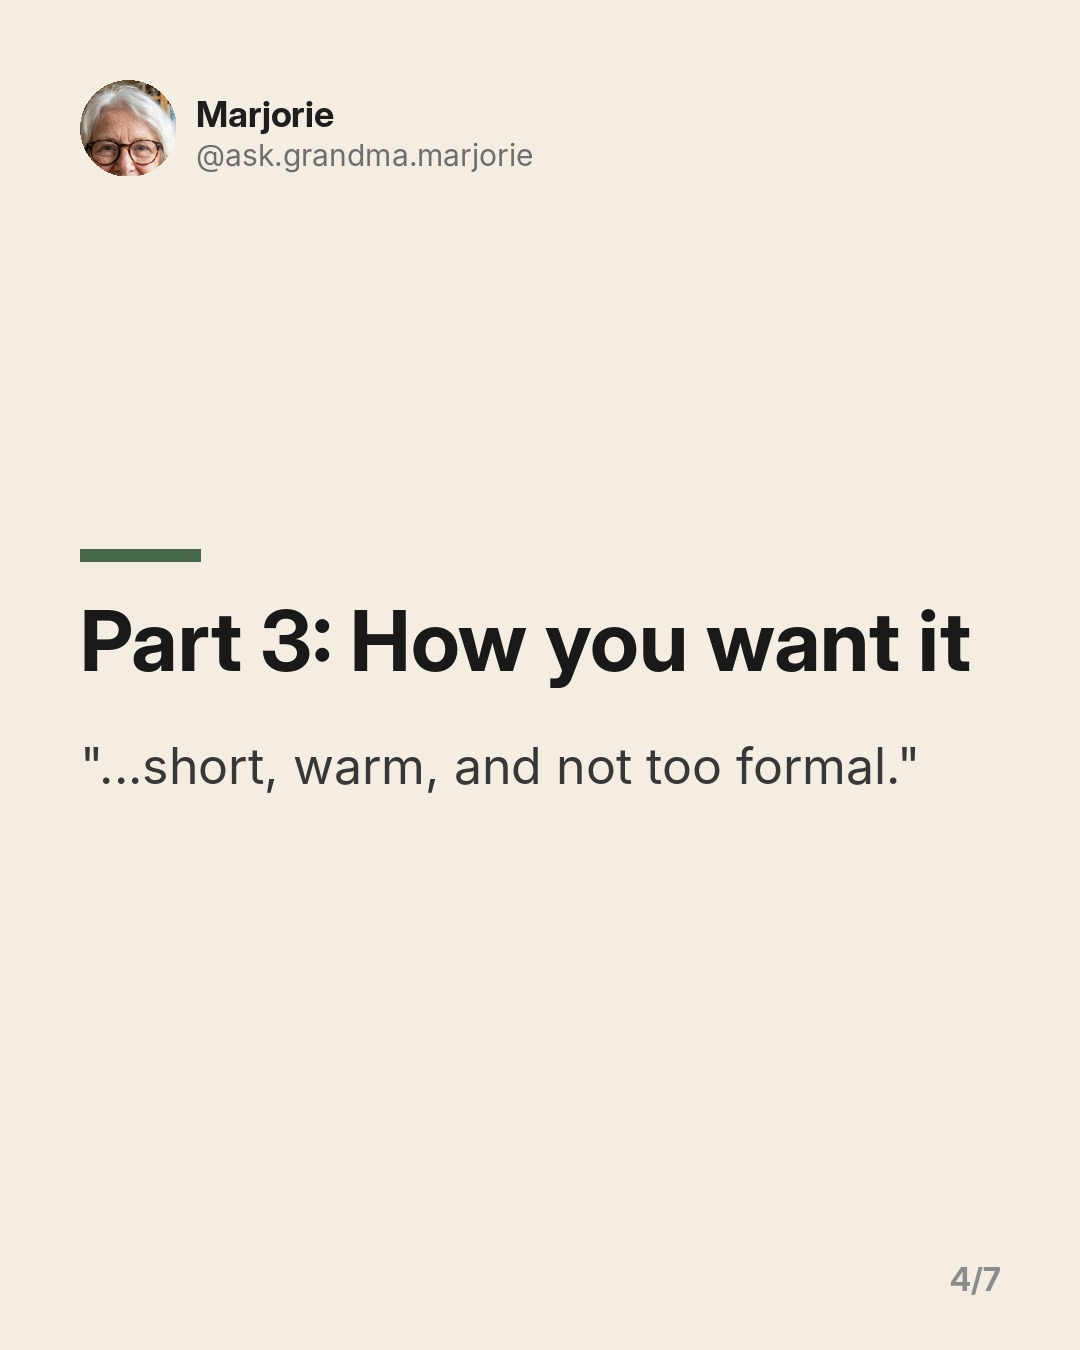 Marjorie
@ask.grandma.marjorie
Part 3: How you want it
"...short, warm, and not too formal."
4/7